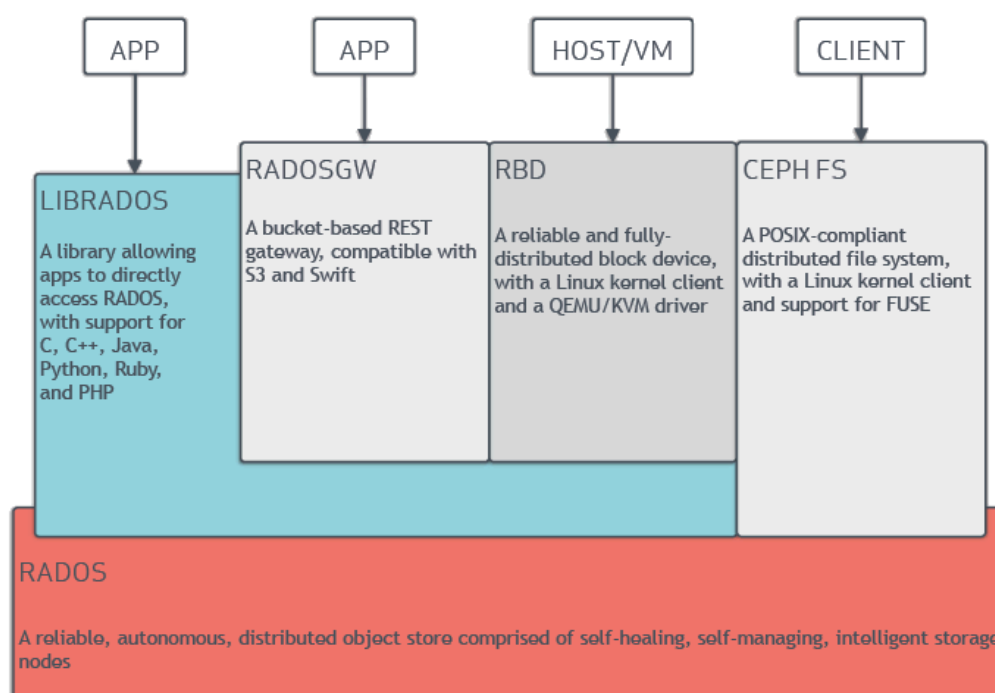 APP
APP
HOST/VM
CLIENT
LIBRADOS
A library allowing
apps to directly
access RADOS,
with support for
C, C++, Java,
Python, Ruby,
and PHP
RADOSGW
A bucket-based REST
gateway, compatible with
S3 and Swift
RBD
A reliable and fully-
distributed block device,
with a Linux kernel client
and a QEMU/KVM driver
CEPH FS
A POSIX-compliant
distributed file system,
with a Linux kernel client
and support for FUSE
RADOS
A reliable, autonomous, distributed object store comprised of self-healing, self-managing, intelligent storage
nodes